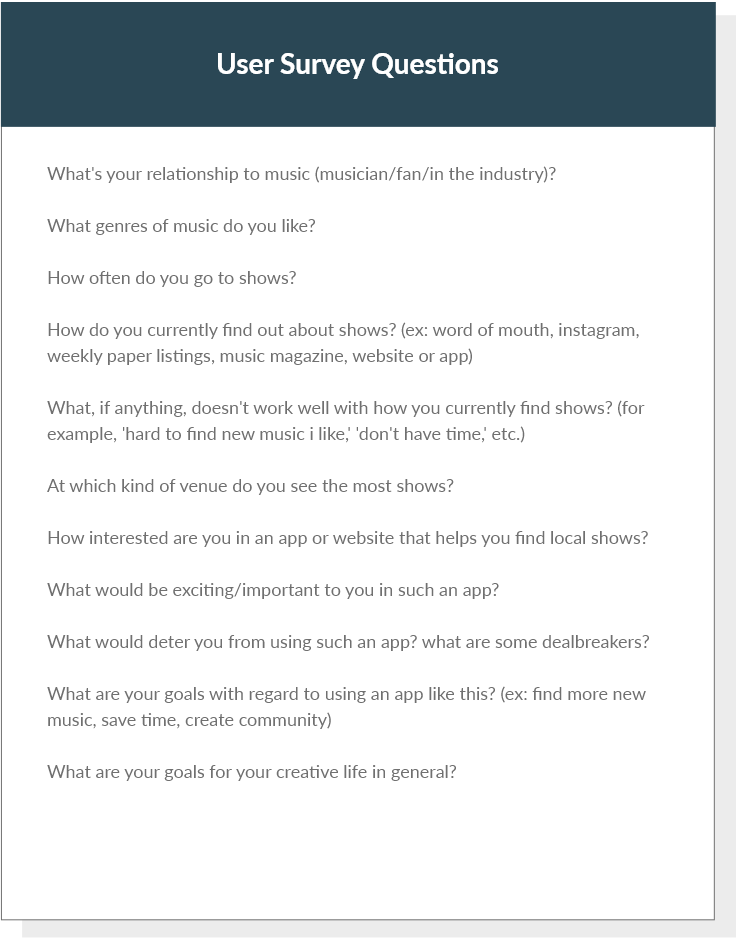 User Survey Questions
What's your relationship to music (musician/fan/in the industry)?
What genres of music do you like?
How often do you go to shows?
How do you currently find out about shows? (ex: word of mouth, instagram,
weekly paper listings, music magazine, website or app)
What, if anything, doesn't work well with how you currently find shows? (for
example, 'hard to find new music i like,' 'don't have time,' etc.)
At which kind of venue do you see the most shows?
How interested are you in an app or website that helps you find local shows?
What would be exciting/important to you in such an app?
What would deter you from using such an app? what are some dealbreakers?
What are your goals with regard to using an app like this? (ex: find more new
music, save time, create community)
What are your goals for your creative life in general?